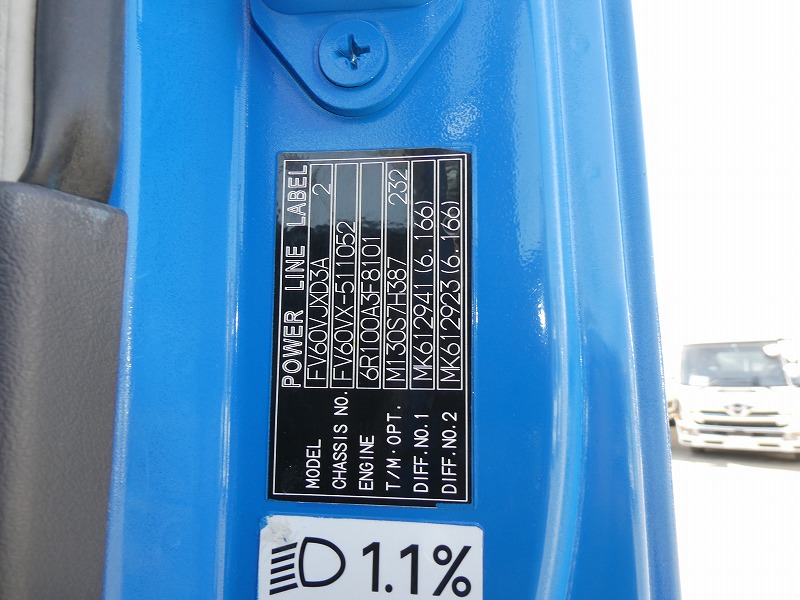 POWER LINE LABEL
MODEL FV60VJXD3A 2
CHASSIS NO. FV60VX-511052
ENGINE 6R100A3F8101
T/M·OPT. M130S7H387 232
DIFF.NO.1 MK612941(6.166)
DIFF.NO.2 MK612923(6.166)
1.1%